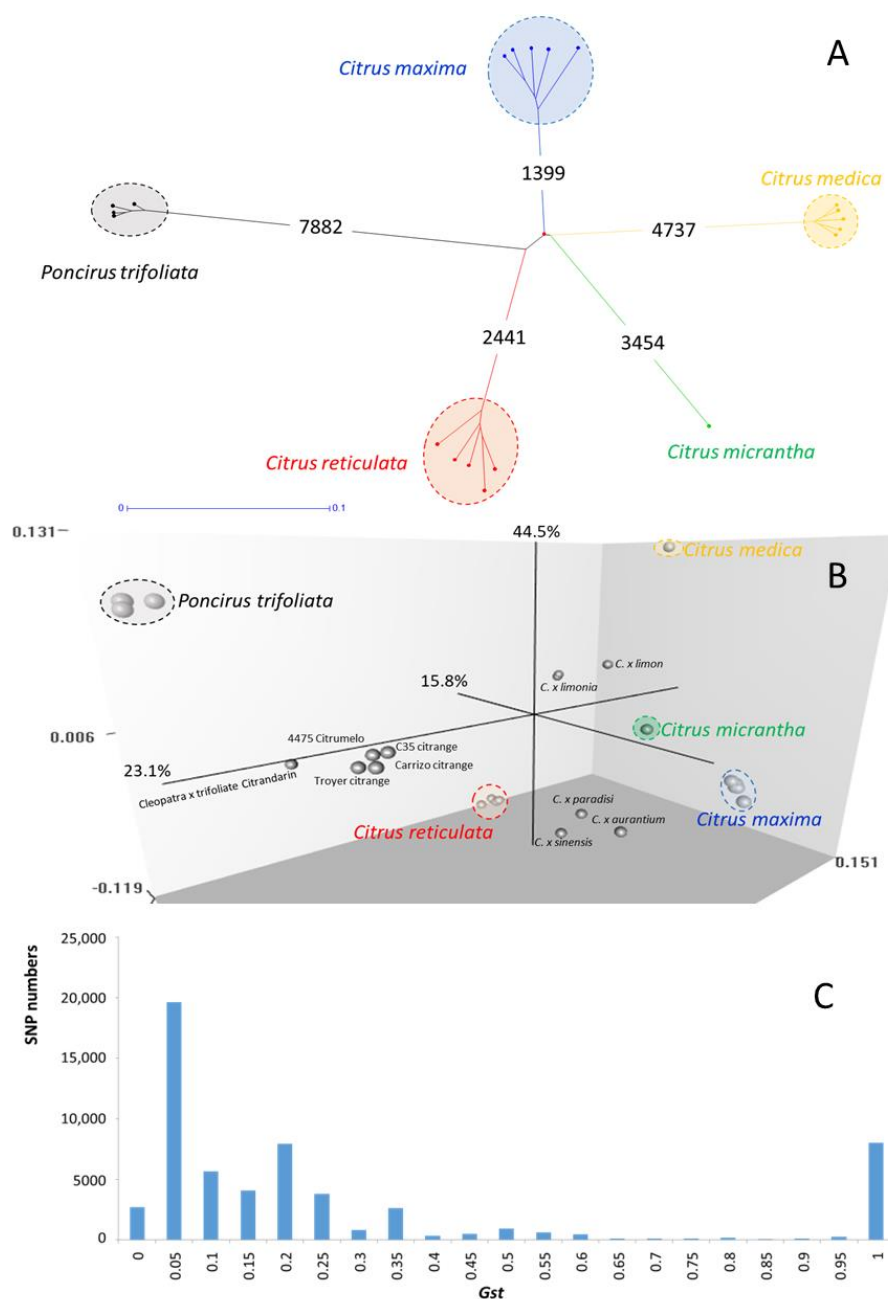 A
Citrus maxima
1399
Citrus medica
4737
7882
Poncirus trifoliata
2441
3454
Citrus reticulata
Citrus micrantha
0
0.1
0.131
44.5%
Citrus medica
B
Poncirus trifoliata
C. x limon
15.8%
C. x limonia
Citrus micrantha
0.006
4475 Citrumelo
C35 citrange
23.1%
Carrizo citrange
Cleopatra x trifoliate Citrandarin
Troyer citrange
C. x paradisi
Citrus maxima
Citrus reticulata
C. x aurantium
C. x sinensis
0.151
-0.119
C
SNP numbers
25,000
20,000
15,000
10,000
5000
0
0 0.05 0.1 0.15 0.2 0.25 0.3 0.35 0.4 0.45 0.5 0.55 0.6 0.65 0.7 0.75 0.8 0.85 0.9 0.95 1
Gst